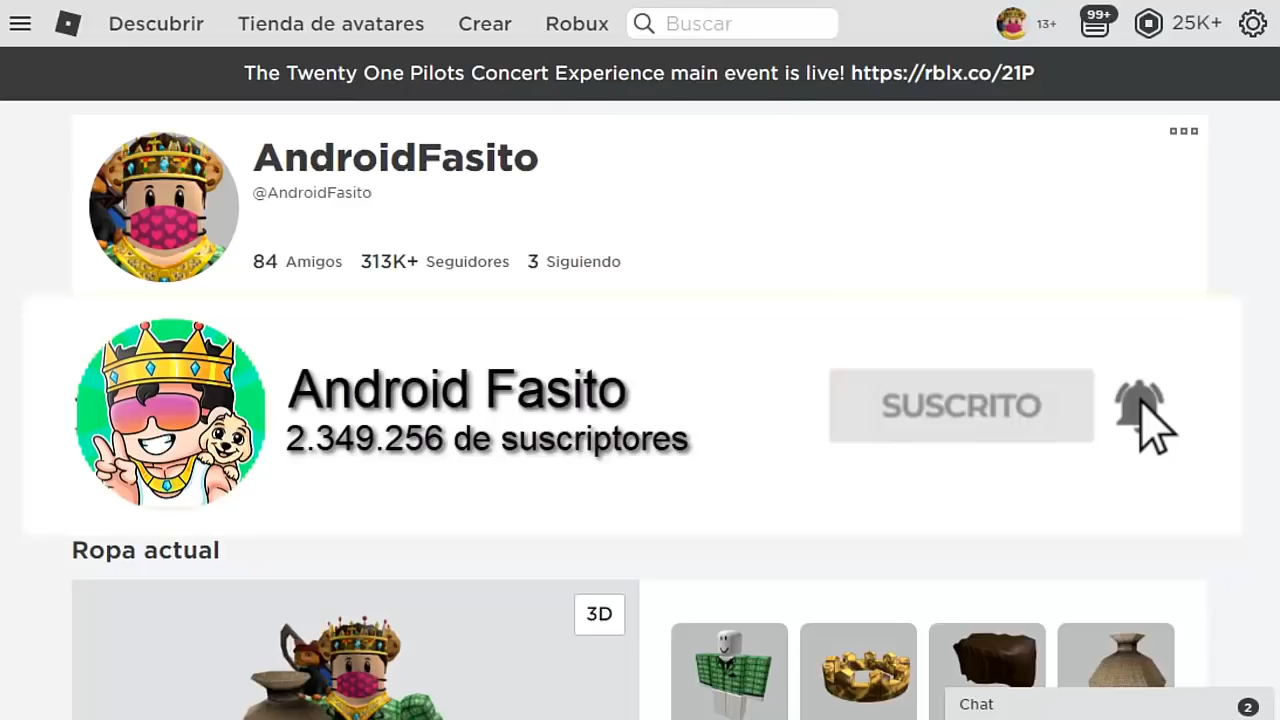 Descubrir Tienda de avatares Crear Robux Buscar 13+ 99+ 25K+
The Twenty One Pilots Concert Experience main event is live! https://rblx.co/21P
AndroidFasito
@AndroidFasito
84 Amigos 313K+ Seguidores 3 Siguiendo
Android Fasito
2.349.256 de suscriptores
SUSCRITO
Ropa actual
3D
Chat 2